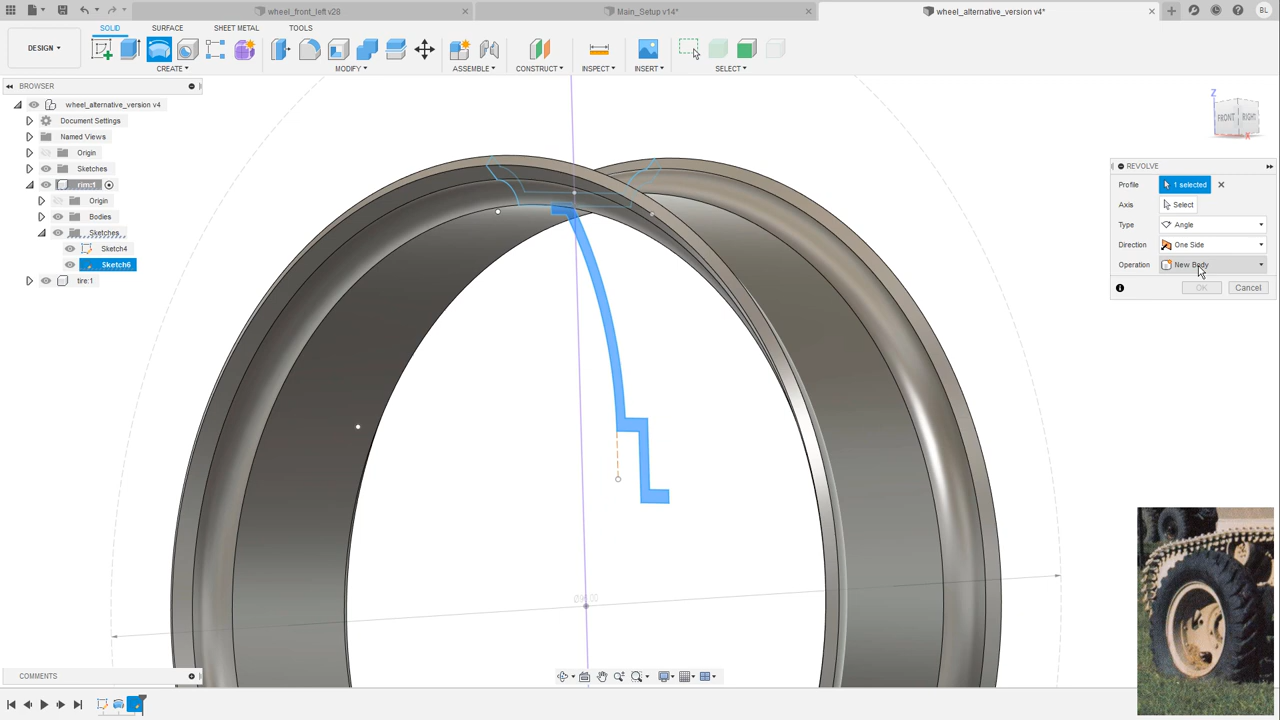 wheel_front_left v28
Main_Setup v14*
wheel_alternative_version v4*
BL
SOLID
SURFACE
SHEET METAL
TOOLS
DESIGN
CREATE
MODIFY
ASSEMBLE
CONSTRUCT
INSPECT
INSERT
SELECT
BROWSER
wheel_alternative_version v4
Document Settings
Named Views
Origin
Sketches
rim:1
Origin
Bodies
Sketches
Sketch4
Sketch6
tire:1
Z
FRONT
RIGHT
X
REVOLVE
Profile
1 selected
Axis
Select
Type
Angle
Direction
One Side
Operation
New Body
OK
Cancel
COMMENTS